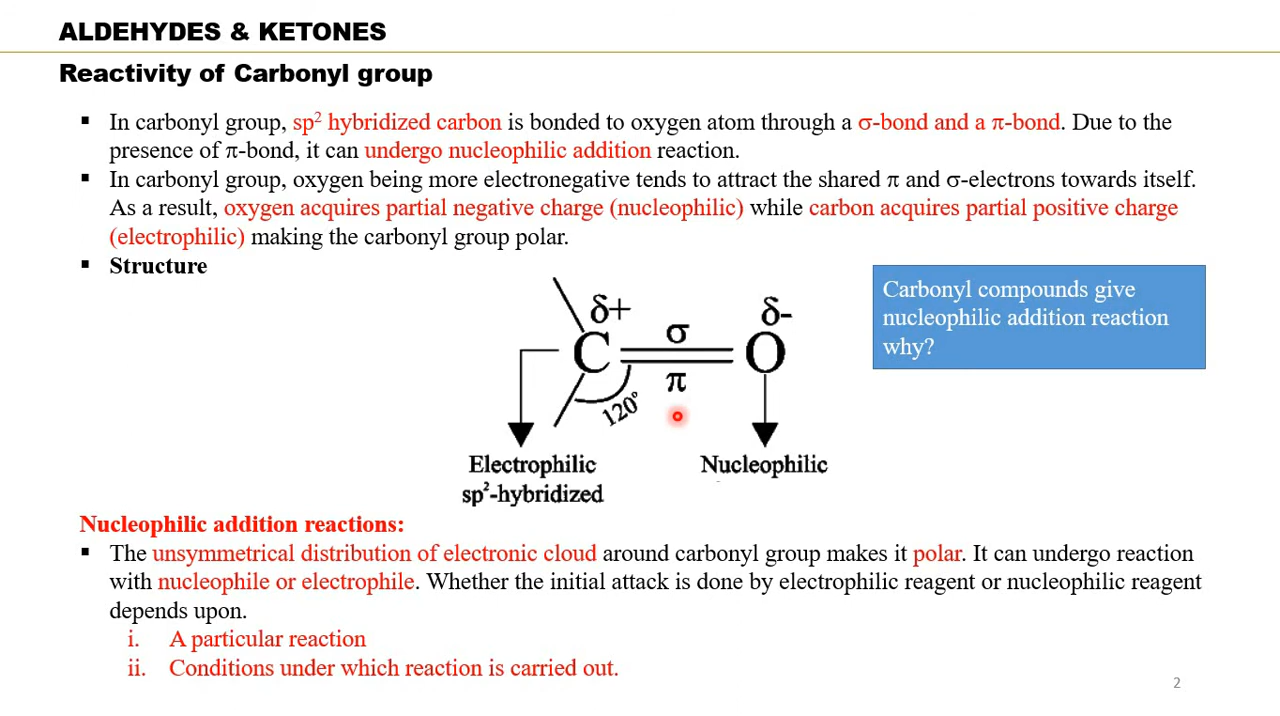 ALDEHYDES & KETONES
Reactivity of Carbonyl group
▪ In carbonyl group, sp² hybridized carbon is bonded to oxygen atom through a σ-bond and a π-bond. Due to the
presence of π-bond, it can undergo nucleophilic addition reaction.
▪ In carbonyl group, oxygen being more electronegative tends to attract the shared π and σ-electrons towards itself.
As a result, oxygen acquires partial negative charge (nucleophilic) while carbon acquires partial positive charge
(electrophilic) making the carbonyl group polar.
▪ Structure
Carbonyl compounds give
nucleophilic addition reaction
why?
δ+ δ-
σ
C O
π
120°
Electrophilic Nucleophilic
sp²-hybridized
Nucleophilic addition reactions:
▪ The unsymmetrical distribution of electronic cloud around carbonyl group makes it polar. It can undergo reaction
with nucleophile or electrophile. Whether the initial attack is done by electrophilic reagent or nucleophilic reagent
depends upon.
i. A particular reaction
ii. Conditions under which reaction is carried out.
2